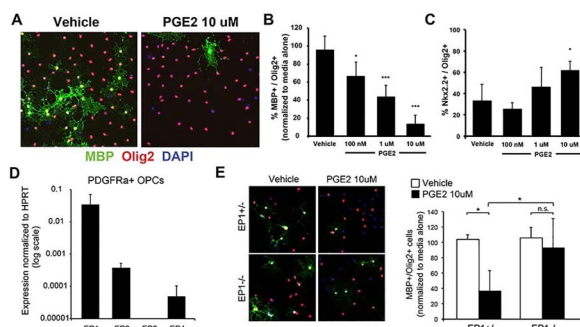 A
Vehicle
PGE2 10 uM
MBP Olig2 DAPI
B
% MBP+ / Olig2+
(normalized to media alone)
120
100
80
60
40
20
0
*
***
***
Vehicle
100 nM
1 uM
10 uM
PGE2
C
% Nkx2.2+ / Olig2+
100
80
60
40
20
0
*
Vehicle
100 nM
1 uM
10 uM
PGE2
D
PDGFRa+ OPCs
Expression normalized to HPRT
(log scale)
0.1
0.01
0.001
0.0001
0.00001
E
Vehicle
PGE2 10uM
EP1+/-
EP1-/-
Vehicle
PGE2 10uM
MBP+/Olig2+ cells
(normalized to media alone)
140
120
100
80
60
40
20
0
*
*
n.s.
EP1+/-
EP1-/-